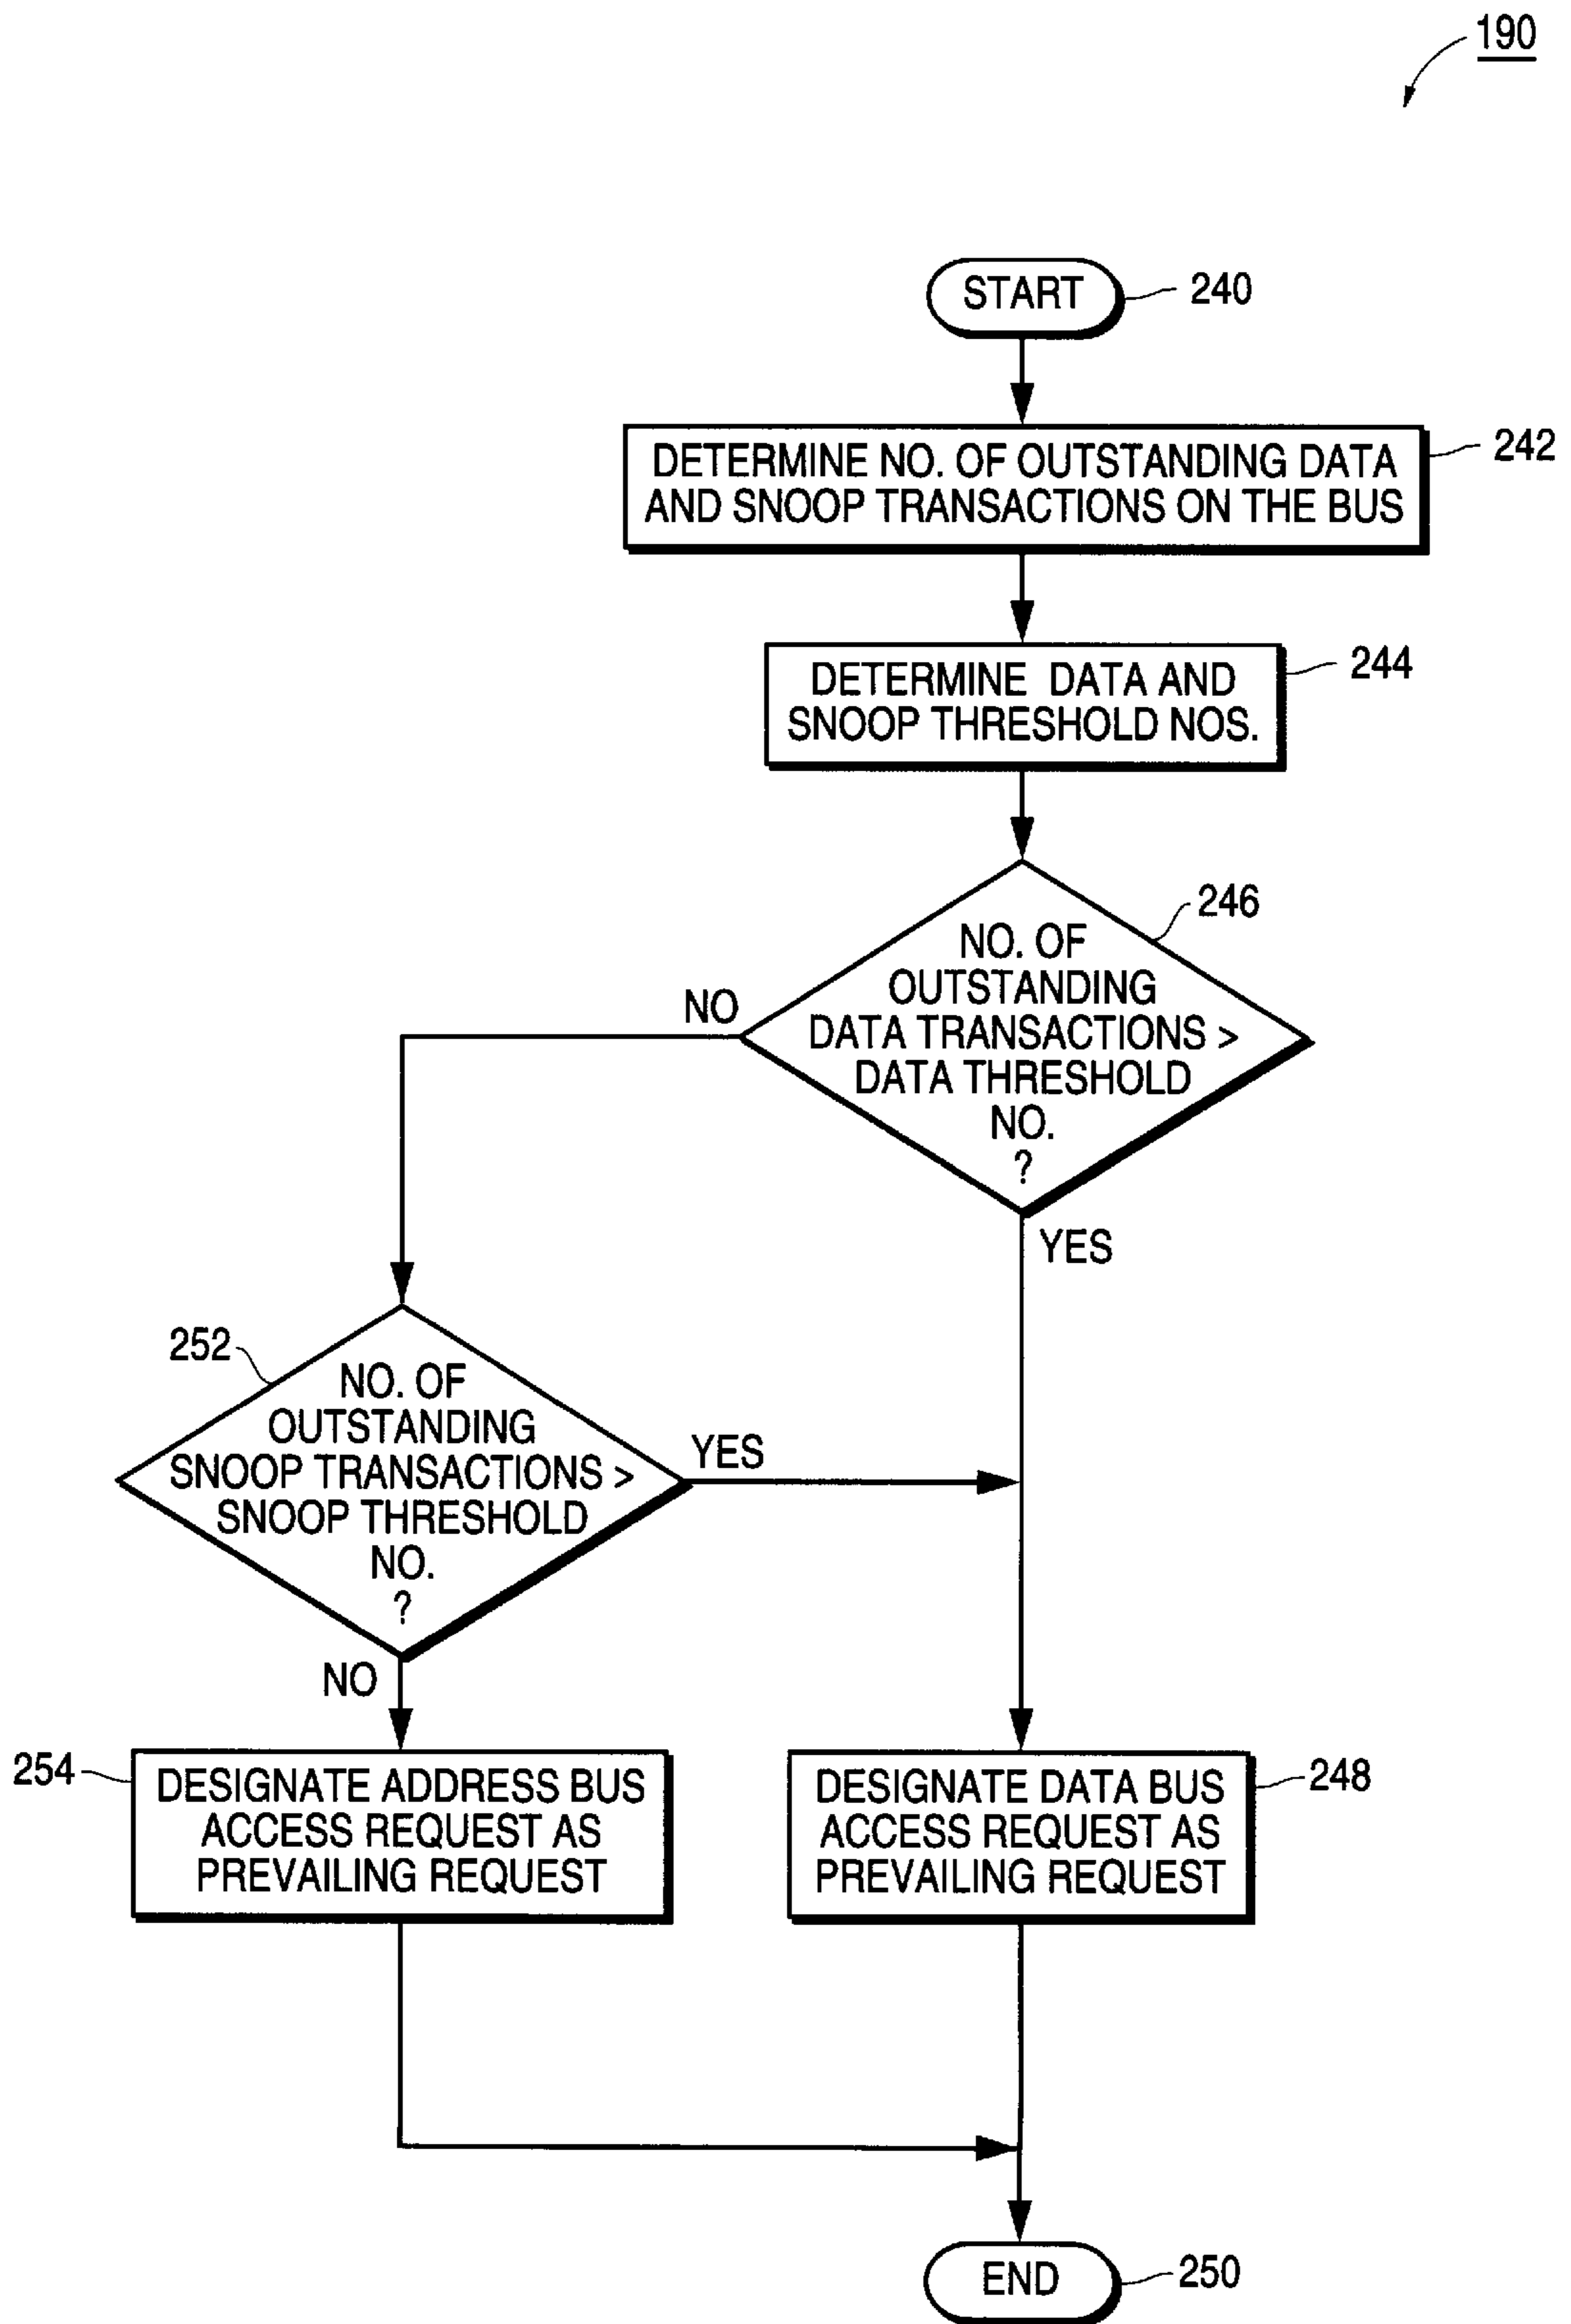 190
START
240
DETERMINE NO. OF OUTSTANDING DATA
AND SNOOP TRANSACTIONS ON THE BUS
242
DETERMINE DATA AND
SNOOP THRESHOLD NOS.
244
246
NO. OF
OUTSTANDING
DATA TRANSACTIONS >
DATA THRESHOLD
NO.
?
NO
YES
252
NO. OF
OUTSTANDING
SNOOP TRANSACTIONS >
SNOOP THRESHOLD
NO.
?
YES
NO
254
DESIGNATE ADDRESS BUS
ACCESS REQUEST AS
PREVAILING REQUEST
DESIGNATE DATA BUS
ACCESS REQUEST AS
PREVAILING REQUEST
248
END
250